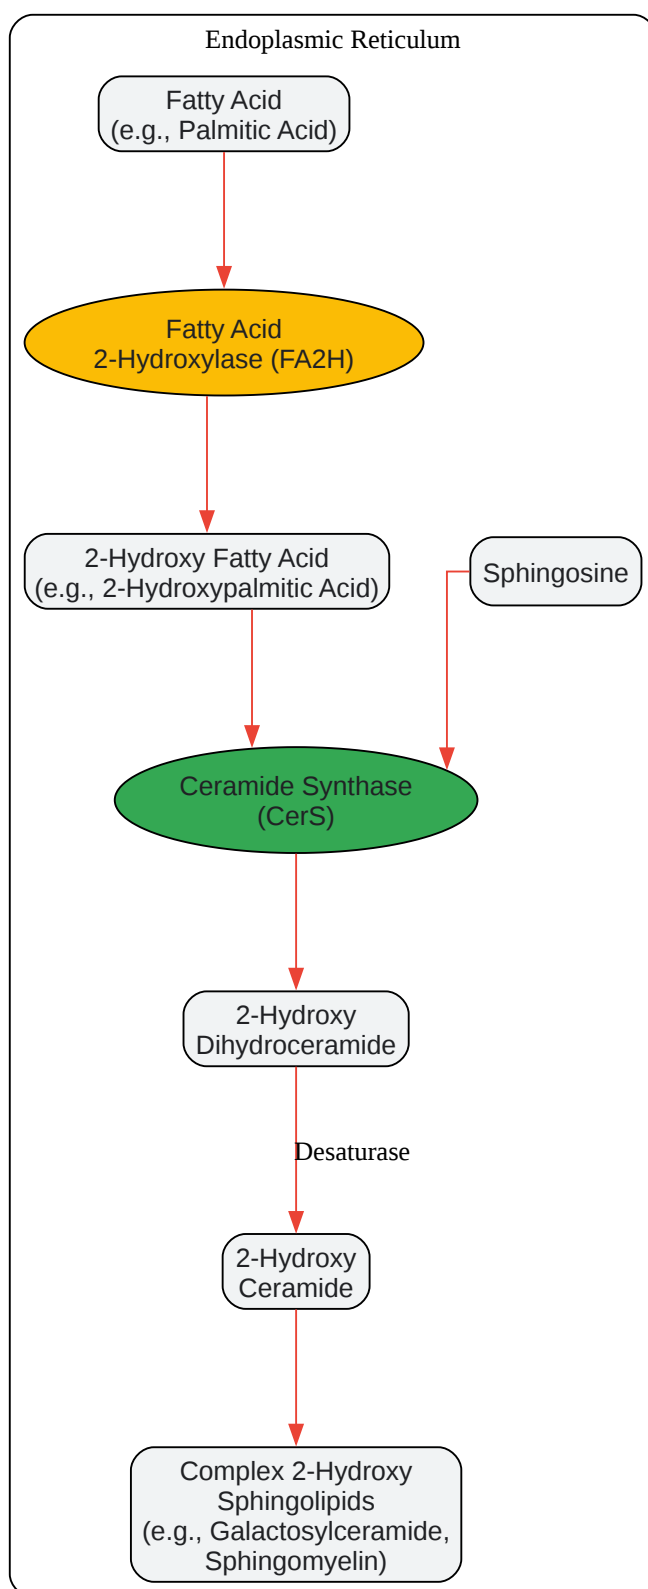 Endoplasmic Reticulum
Fatty Acid
(e.g., Palmitic Acid)
Fatty Acid
2-Hydroxylase (FA2H)
2-Hydroxy Fatty Acid
(e.g., 2-Hydroxypalmitic Acid)
Sphingosine
Ceramide Synthase
(CerS)
2-Hydroxy
Dihydroceramide
Desaturase
2-Hydroxy
Ceramide
Complex 2-Hydroxy
Sphingolipids
(e.g., Galactosylceramide,
Sphingomyelin)